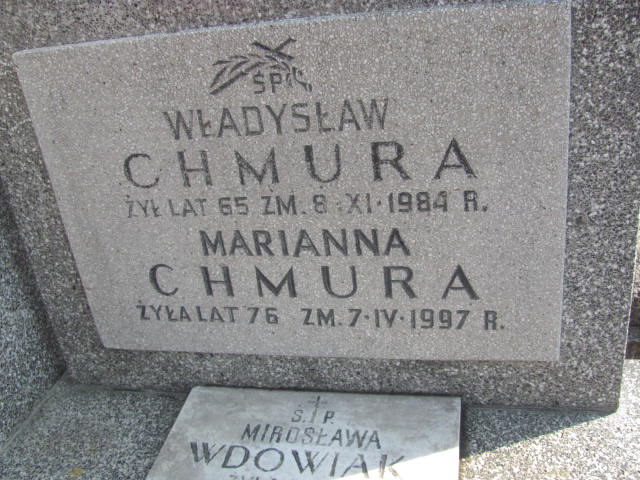 ŚP.
WŁADYSŁAW
CHMURA
ŻYŁ LAT 65 ZM. 8·XI·1984 R.
MARIANNA
CHMURA
ŻYŁA LAT 76 ZM. 7·IV·1997 R.
Ś. P.
MIROSŁAWA
WDOWIAK